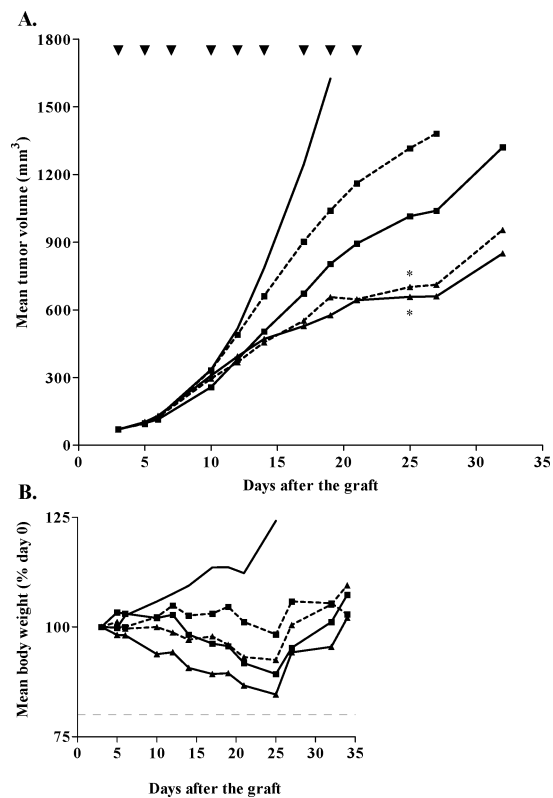 A.
Mean tumor volume (mm3)
1800
1500
1200
900
600
300
0
*
*
0 5 10 15 20 25 30 35
Days after the graft
B.
Mean body weight (% day 0)
125
100
75
0 5 10 15 20 25 30 35
Days after the graft